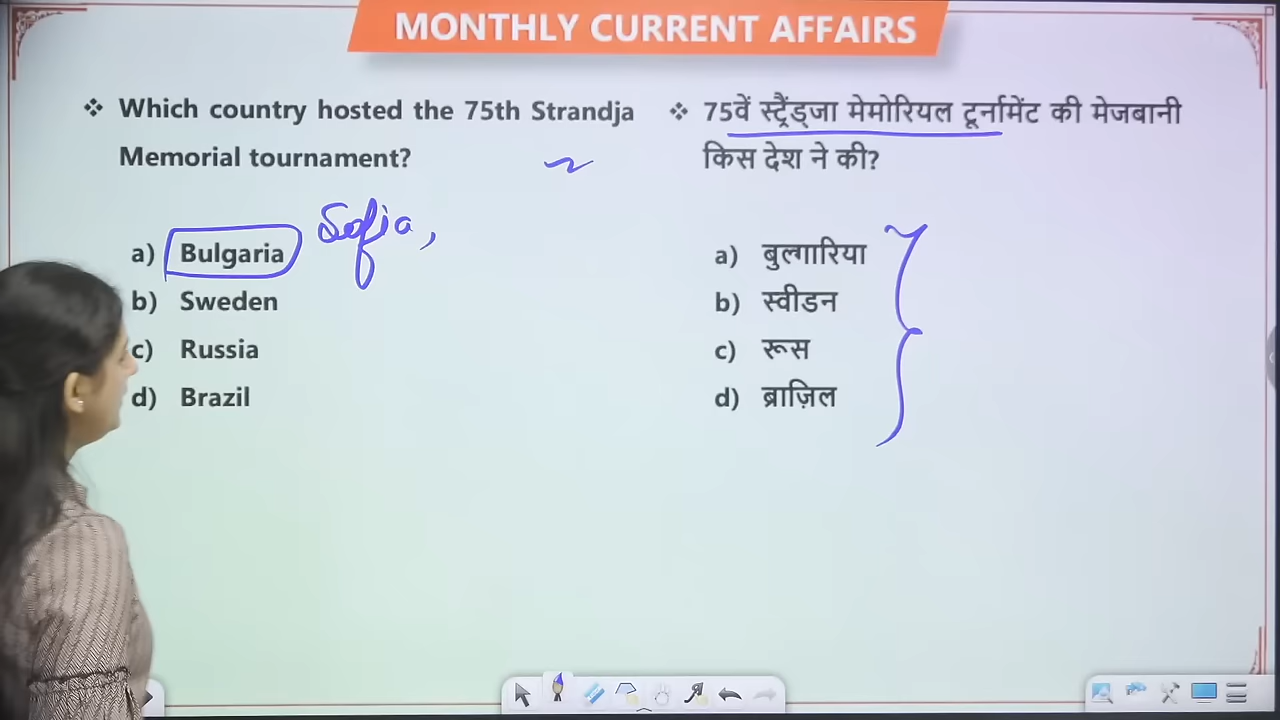 MONTHLY CURRENT AFFAIRS
❖ Which country hosted the 75th Strandja
Memorial tournament?
a) Bulgaria
Sofia,
b) Sweden
c) Russia
d) Brazil
❖ 75वें स्ट्रैंड्जा मेमोरियल टूर्नामेंट की मेजबानी
किस देश ने की?
a) बुल्गारिया
b) स्वीडन
c) रूस
d) ब्राज़िल